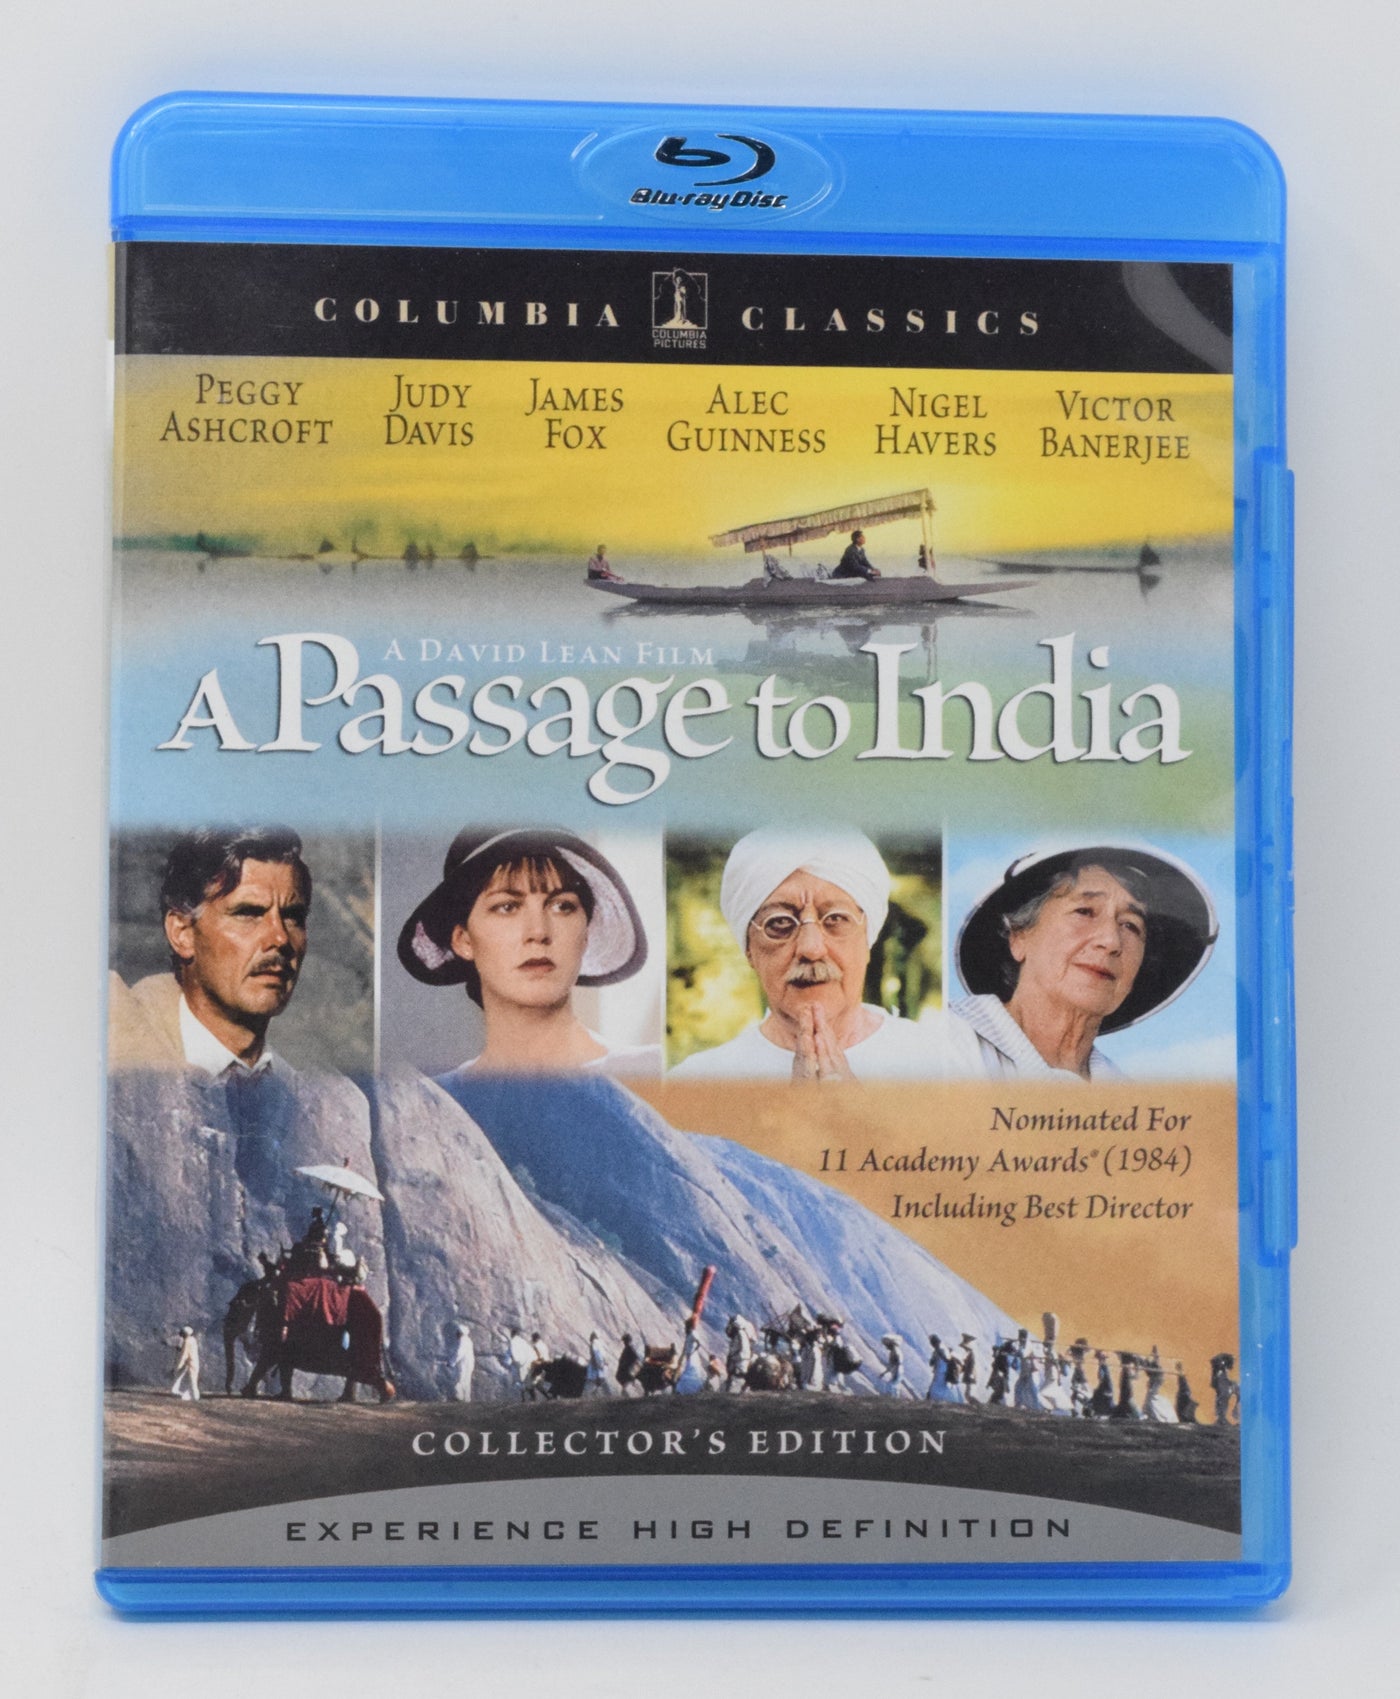 Blu-ray Disc
COLUMBIA CLASSICS
COLUMBIA
PICTURES
PEGGY ASHCROFT
JUDY DAVIS
JAMES FOX
ALEC GUINNESS
NIGEL HAVERS
VICTOR BANERJEE
A DAVID LEAN FILM
A PASSAGE to INDIA
Nominated For
11 Academy Awards® (1984)
Including Best Director
COLLECTOR'S EDITION
EXPERIENCE HIGH DEFINITION